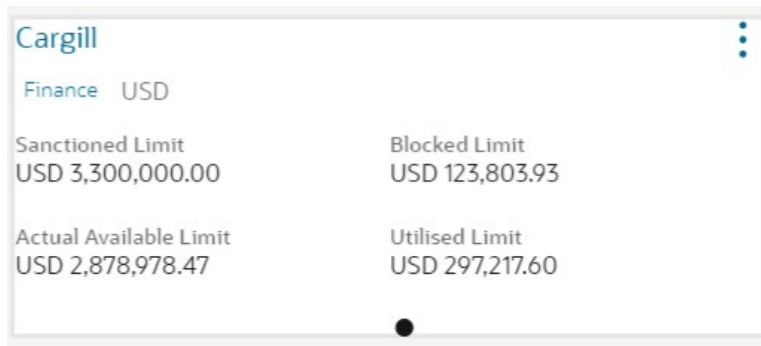 Cargill
Finance USD
Sanctioned Limit
USD 3,300,000.00
Blocked Limit
USD 123,803.93
Actual Available Limit
USD 2,878,978.47
Utilised Limit
USD 297,217.60